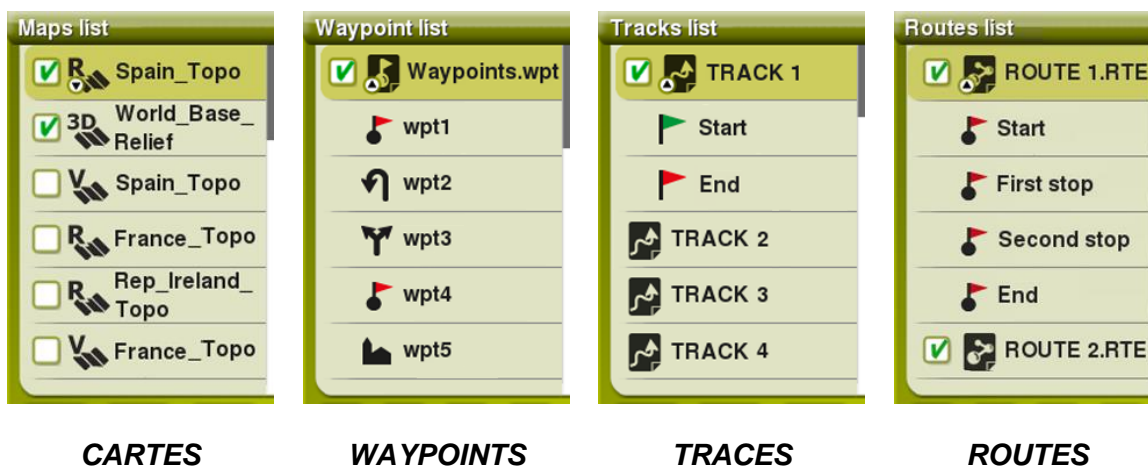 Maps list
R Spain_Topo
3D World_Base_
Relief
V Spain_Topo
R France_Topo
R Rep_Ireland_
Topo
V France_Topo
Waypoint list
Waypoints.wpt
wpt1
wpt2
wpt3
wpt4
wpt5
Tracks list
TRACK 1
Start
End
TRACK 2
TRACK 3
TRACK 4
Routes list
ROUTE 1.RTE
Start
First stop
Second stop
End
ROUTE 2.RTE
CARTES
WAYPOINTS
TRACES
ROUTES